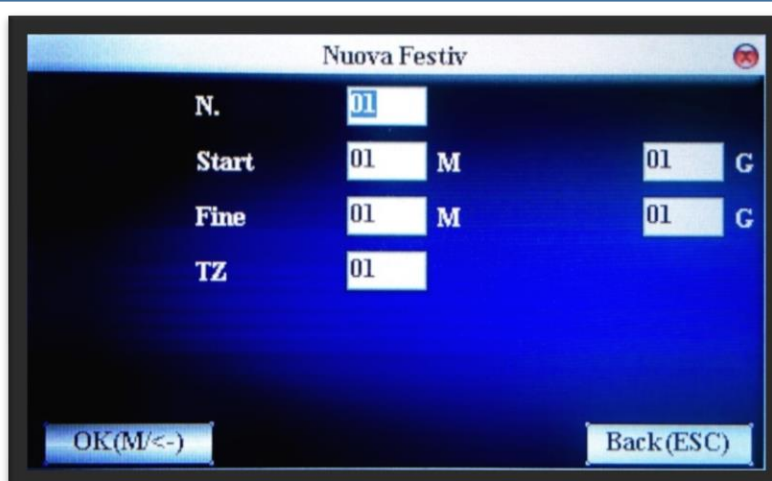 Nuova Festiv
N. 01
Start 01 M 01 G
Fine 01 M 01 G
TZ 01
OK(M/<-) Back(ESC)